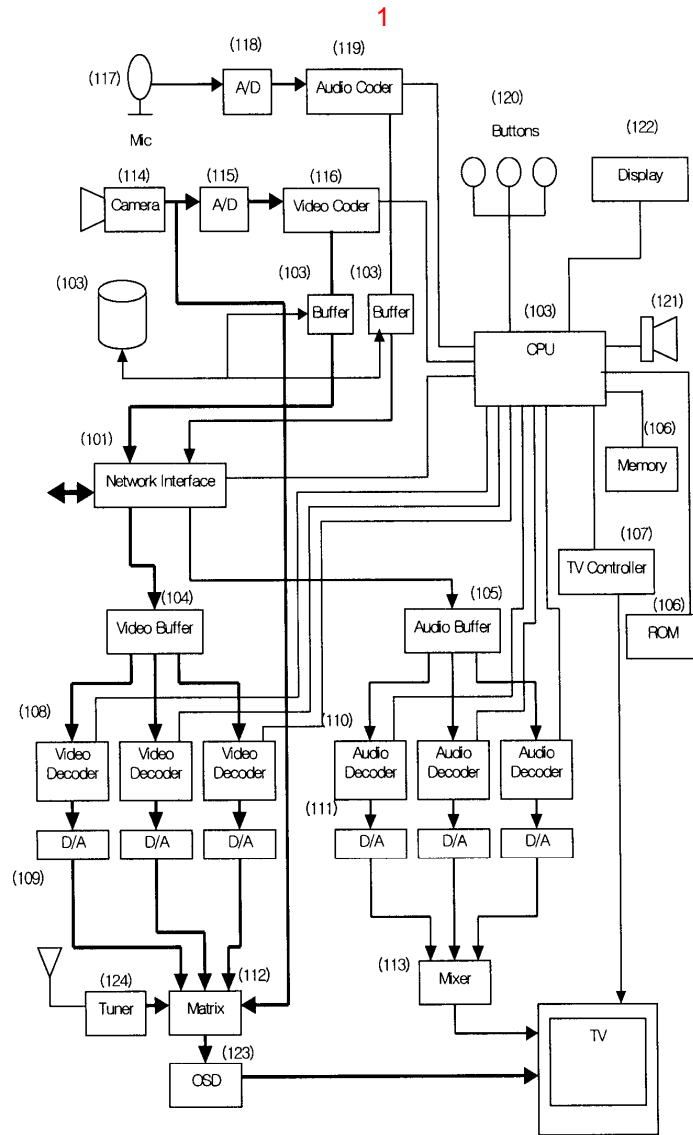 1
(118)
(119)
(117)
A/D
Audio Coder
(120)
Mic
Buttons
(122)
(114)
(115)
(116)
Display
Camera
A/D
Video Coder
(103)
(103)
(103)
(121)
Buffer
Buffer
(103)
CPU
(101)
(106)
Network Interface
Memory
(107)
TV Controller
(104)
(105)
(106)
Video Buffer
Audio Buffer
ROM
(108)
(110)
Video
Decoder
Video
Decoder
Video
Decoder
Audio
Decoder
Audio
Decoder
Audio
Decoder
(111)
D/A
D/A
D/A
D/A
D/A
D/A
(109)
(113)
Mixer
(124)
(112)
Tuner
Matrix
TV
(123)
OSD